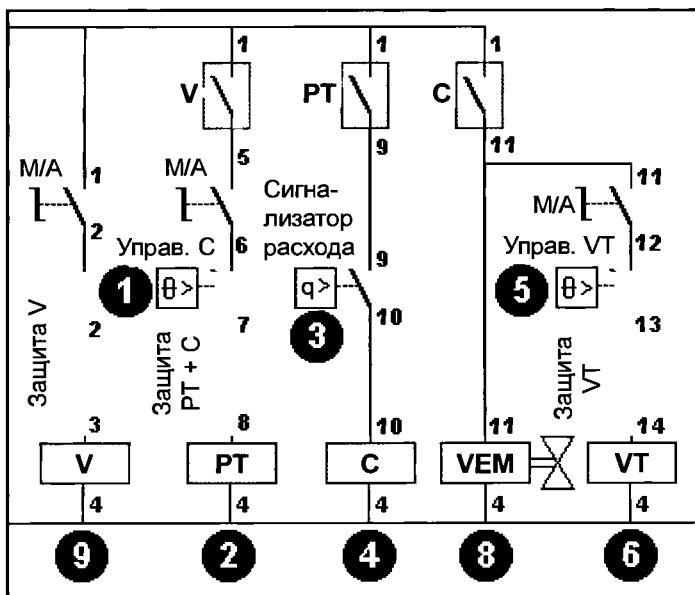 1 1 1
V PT C
5 9 11
М/А 1 М/А Сигна-
лизатор
расхода М/А 11
2 6 9 12
Управ. С Управ. VT
1 θ> q> 5 θ>
2 7 3 10 13
Защита V
Защита
PT + C
Защита
VT
3 8 10 11 14
V PT C VEM VT
4 4 4 4 4
9 2 4 8 6